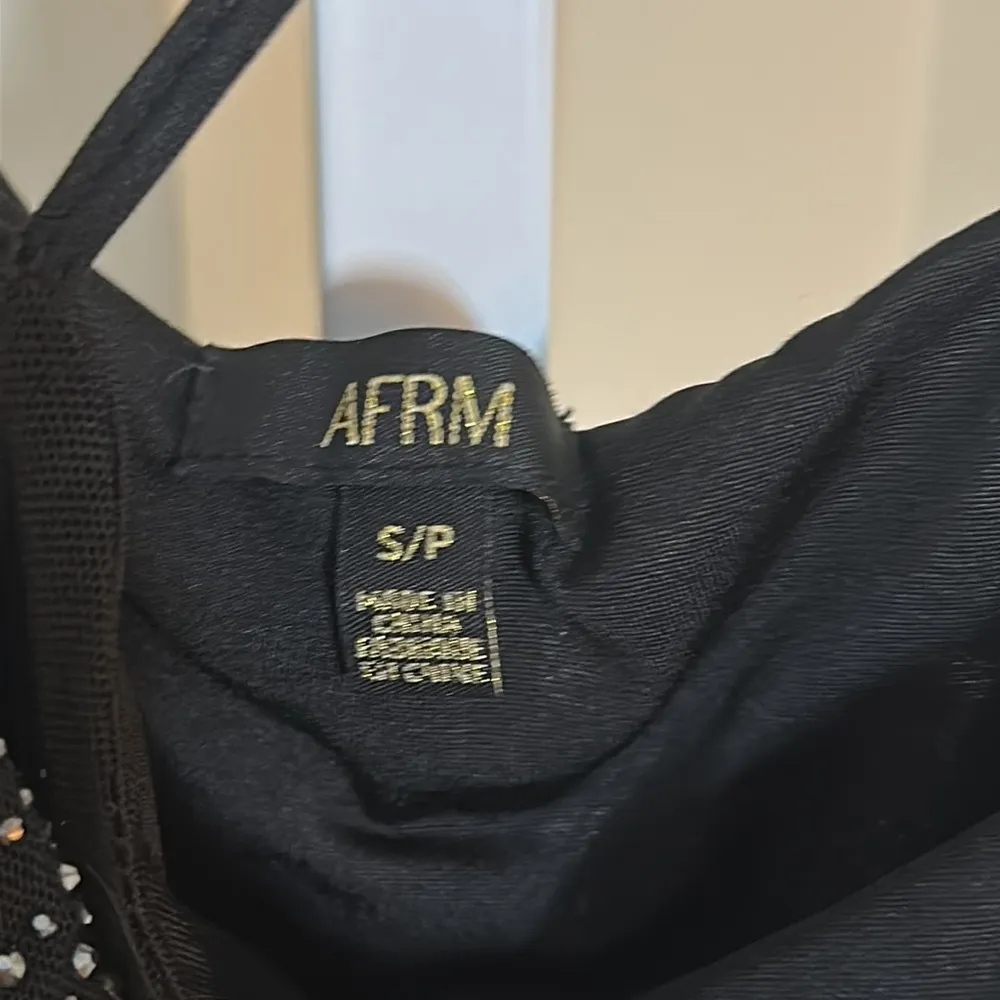 AFRM
S/P
MADE IN
CHINA
FABRIQUÉ
EN CHINE